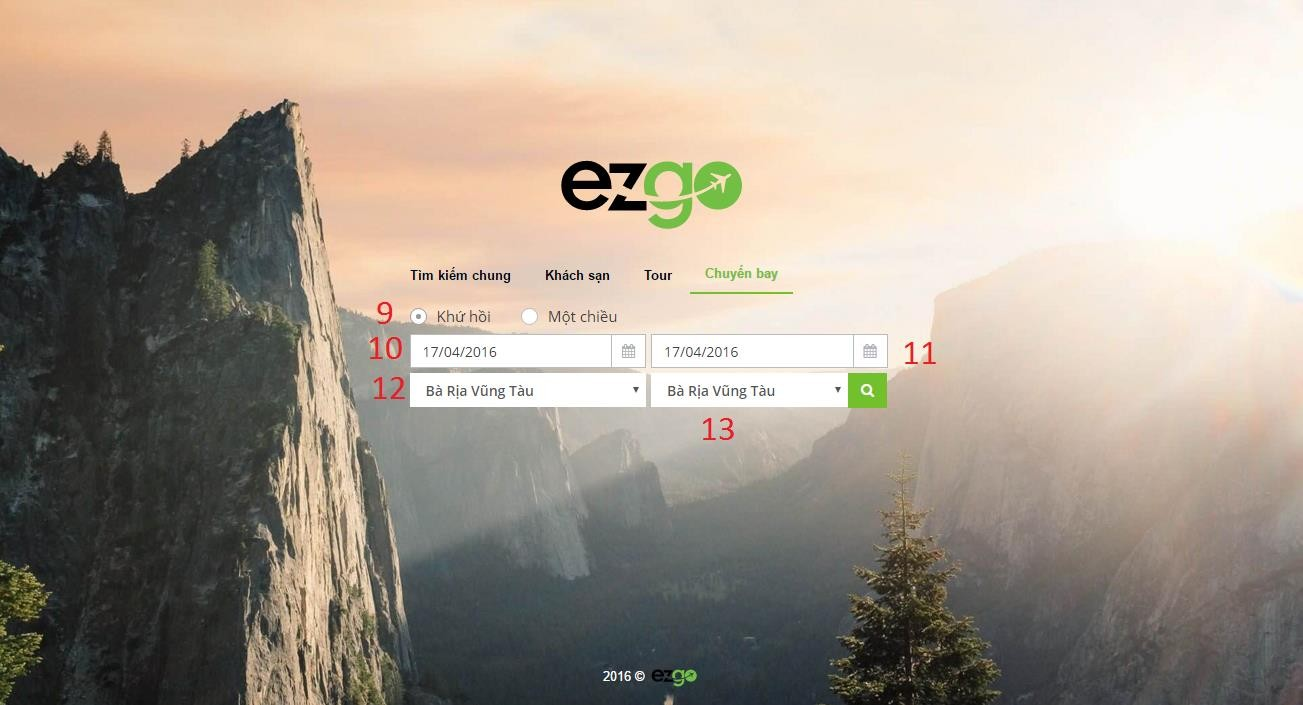 ezgo
Tìm kiếm chung Khách sạn Tour Chuyến bay
9 Khứ hồi Một chiều
10 17/04/2016 17/04/2016 11
12 Bà Rịa Vũng Tàu Bà Rịa Vũng Tàu
13
2016 © ezgo